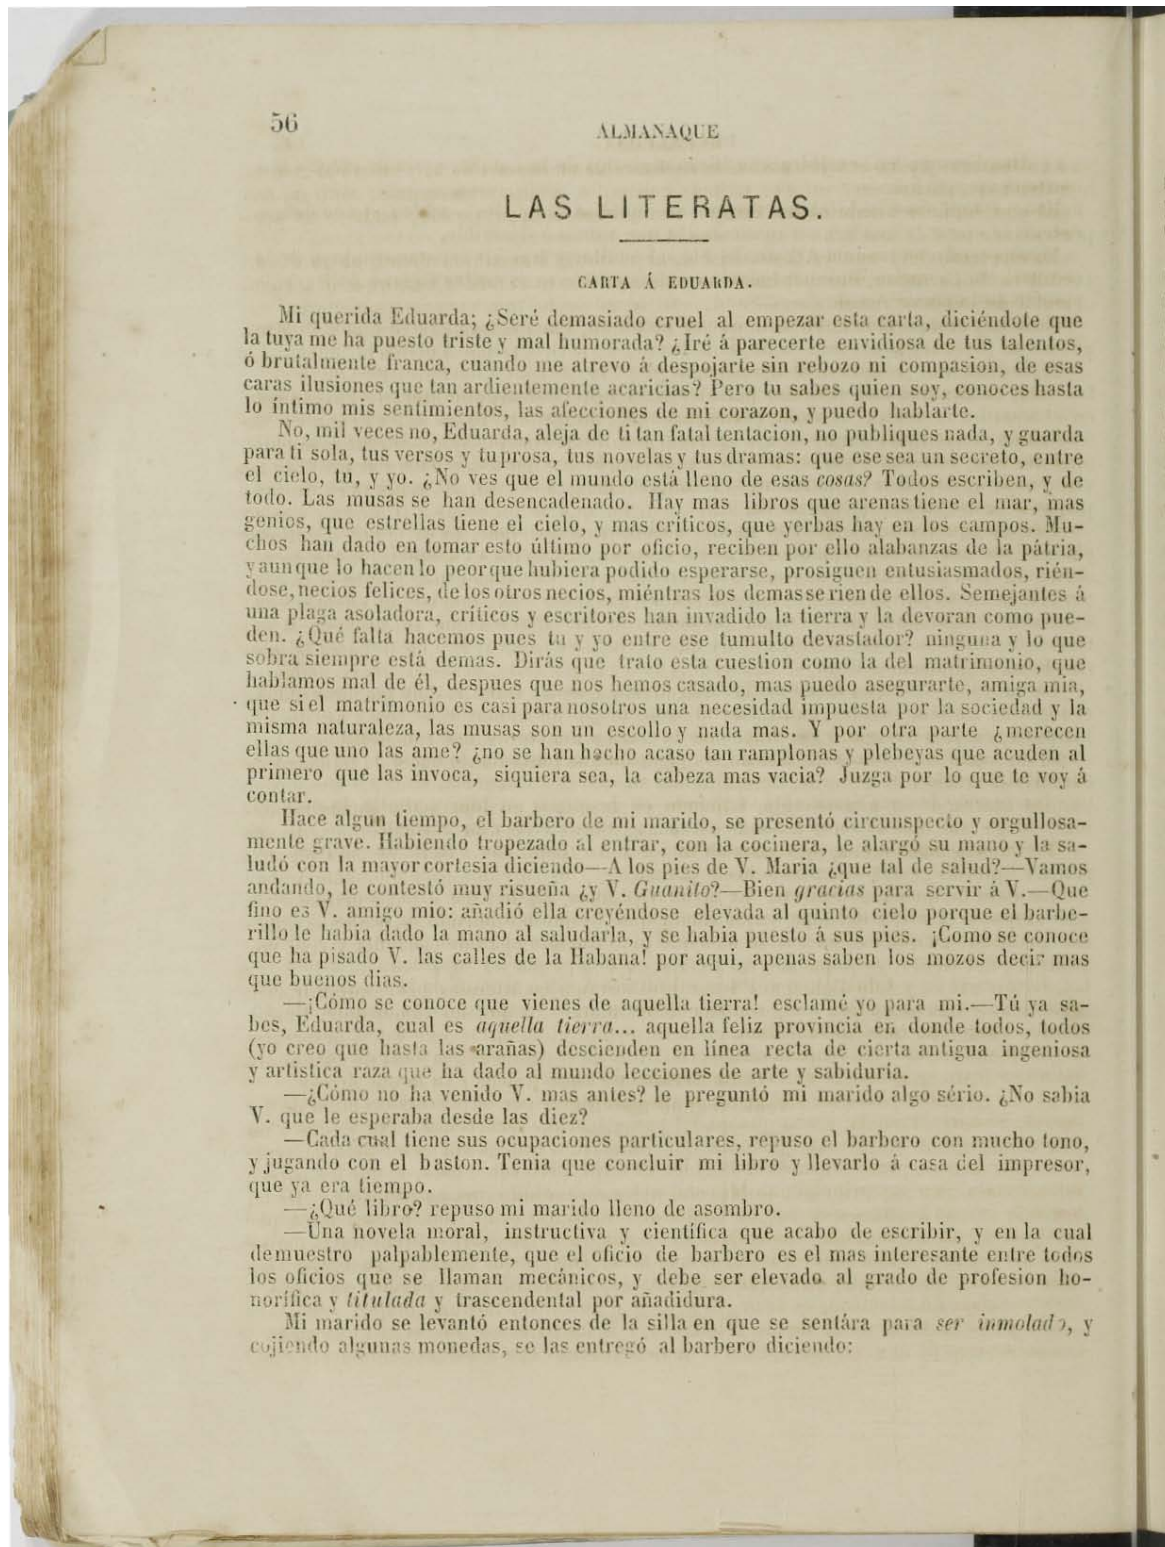 56
ALMANAQUE
LAS LITERATAS.
CARTA Á EDUARDA.
Mi querida Eduarda; ¿Seré demasiado cruel al empezar esta carta, diciéndote que
la tuya me ha puesto triste y mal humorada? ¿Iré á parecerte envidiosa de tus talentos,
ó brutalmente franca, cuando me atrevo á despojarte sin rebozo ni compasion, de esas
caras ilusiones que tan ardientemente acaricias? Pero tu sabes quien soy, conoces hasta
lo íntimo mis sentimientos, las afecciones de mi corazon, y puedo hablarte.
No, mil veces no, Eduarda, aleja de ti tan fatal tentacion, no publiques nada, y guarda
para ti sola, tus versos y tu prosa, tus novelas y tus dramas: que ese sea un secreto, entre
el cielo, tu, y yo. ¿No ves que el mundo está lleno de esas cosas? Todos escriben, y de
todo. Las musas se han desencadenado. Hay mas libros que arenas tiene el mar, mas
genios, que estrellas tiene el cielo, y mas críticos, que yerbas hay en los campos. Mu-
chos han dado en tomar esto último por oficio, reciben por ello alabanzas de la pátria,
y aunque lo hacen lo peor que hubiera podido esperarse, prosiguen entusiasmados, rién-
dose, necios felices, de los otros necios, miéntras los demas se rien de ellos. Semejantes á
una plaga asoladora, críticos y escritores han invadido la tierra y la devoran como pue-
den. ¿Qué falta hacemos pues tu y yo entre ese tumulto devastador? ninguna y lo que
sobra siempre está demas. Dirás que trato esta cuestion como la del matrimonio, que
hablamos mal de él, despues que nos hemos casado, mas puedo asegurarte, amiga mia,
que si el matrimonio es casi para nosotros una necesidad impuesta por la sociedad y la
misma naturaleza, las musas son un escollo y nada mas. Y por otra parte ¿merecen
ellas que uno las ame? ¿no se han hecho acaso tan ramplonas y plebeyas que acuden al
primero que las invoca, siquiera sea, la cabeza mas vacia? Juzga por lo que te voy á
contar.
Hace algun tiempo, el barbero de mi marido, se presentó circunspecto y orgullosa-
mente grave. Habiendo tropezado al entrar, con la cocinera, le alargó su mano y la sa-
ludó con la mayor cortesia diciendo—A los pies de V. Maria ¿que tal de salud?—Vamos
andando, le contestó muy risueña ¿y V. Guanito?—Bien gracias para servir á V.—Que
fino es V. amigo mio: añadió ella creyéndose elevada al quinto cielo porque el barbe-
rillo le habia dado la mano al saludarla, y se habia puesto á sus pies. ¡Como se conoce
que ha pisado V. las calles de la Habana! por aqui, apenas saben los mozos decir mas
que buenos dias.
—¡Cómo se conoce que vienes de aquella tierra! esclamé yo para mi.—Tú ya sa-
bes, Eduarda, cual es aquella tierra... aquella feliz provincia en donde todos, todos
(yo creo que hasta las arañas) descienden en línea recta de cierta antigua ingeniosa
y artistica raza que ha dado al mundo lecciones de arte y sabiduría.
—¿Cómo no ha venido V. mas antes? le preguntó mi marido algo sério. ¿No sabia
V. que le esperaba desde las diez?
—Cada cual tiene sus ocupaciones particulares, repuso el barbero con mucho tono,
y jugando con el baston. Tenia que concluir mi libro y llevarlo á casa del impresor,
que ya era tiempo.
—¿Qué libro? repuso mi marido lleno de asombro.
—Una novela moral, instructiva y científica que acabo de escribir, y en la cual
demuestro palpablemente, que el oficio de barbero es el mas interesante entre todos
los oficios que se llaman mecánicos, y debe ser elevado al grado de profesion ho-
norífica y titulada y trascendental por añadidura.
Mi marido se levantó entonces de la silla en que se sentára para ser inmolado, y
cojiendo algunas monedas, se las entregó al barbero diciendo: